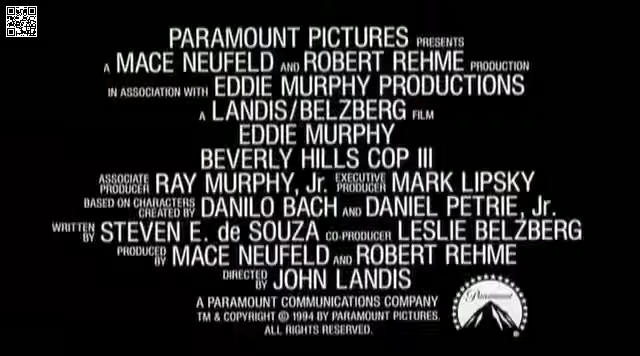 PARAMOUNT PICTURES PRESENTS
A MACE NEUFELD AND ROBERT REHME PRODUCTION
IN ASSOCIATION WITH EDDIE MURPHY PRODUCTIONS
A LANDIS/BELZBERG FILM
EDDIE MURPHY
BEVERLY HILLS COP III
ASSOCIATE PRODUCER RAY MURPHY, Jr. EXECUTIVE PRODUCER MARK LIPSKY
BASED ON CHARACTERS CREATED BY DANILO BACH AND DANIEL PETRIE, Jr.
WRITTEN BY STEVEN E. de SOUZA CO-PRODUCER LESLIE BELZBERG
PRODUCED BY MACE NEUFELD AND ROBERT REHME
DIRECTED BY JOHN LANDIS
A PARAMOUNT COMMUNICATIONS COMPANY
TM & COPYRIGHT © 1994 BY PARAMOUNT PICTURES.
ALL RIGHTS RESERVED.
Paramount